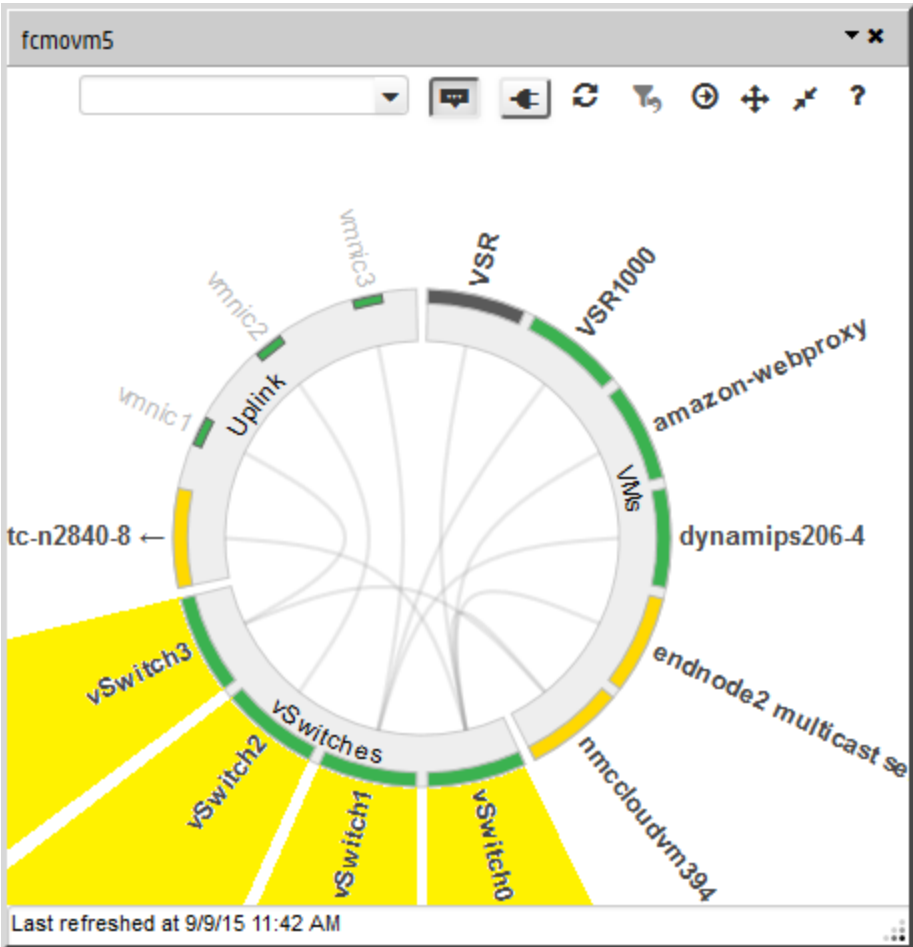 fcmovm5
?
vmnic3
VSR
VSR1000
vmnic2
amazon-webproxy
vmnic1
Uplink
VMs
tc-n2840-8 ←
dynamips206-4
endnode2 multicast se
vSwitch3
vSwitches
vSwitch2
vSwitch1
vSwitch0
nmccloudvm394
Last refreshed at 9/9/15 11:42 AM